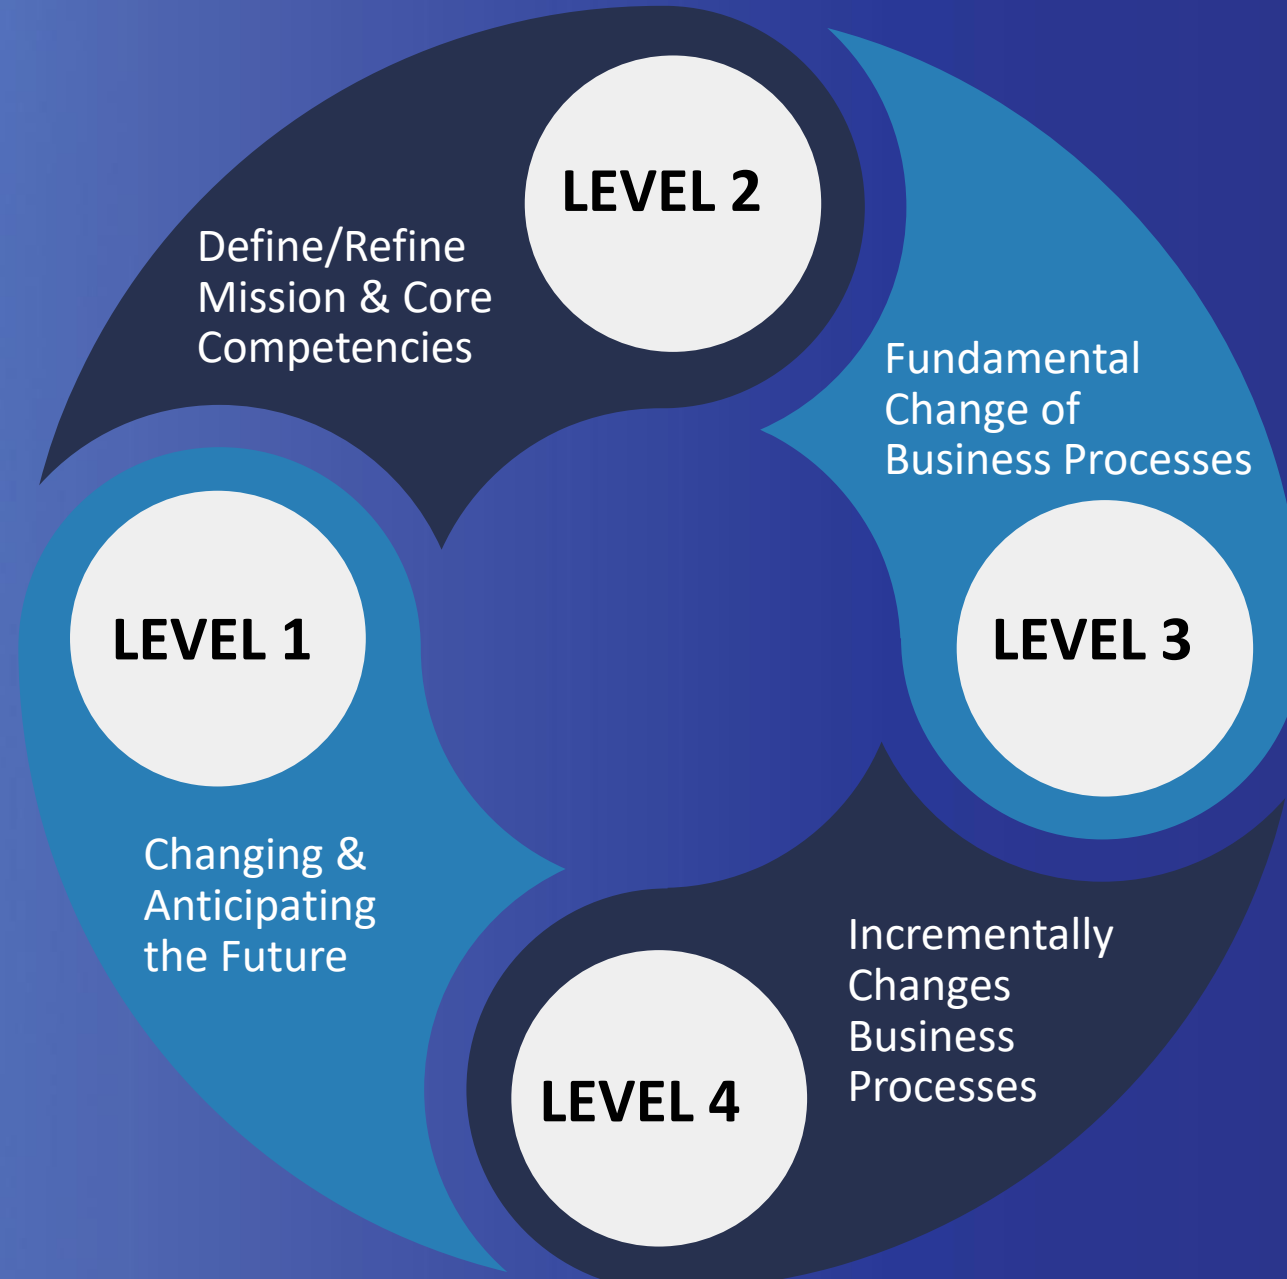 LEVEL 2
Define/Refine
Mission & Core
Competencies
Fundamental
Change of
Business Processes
LEVEL 1
LEVEL 3
Changing &
Anticipating
the Future
Incrementally
Changes
Business
Processes
LEVEL 4